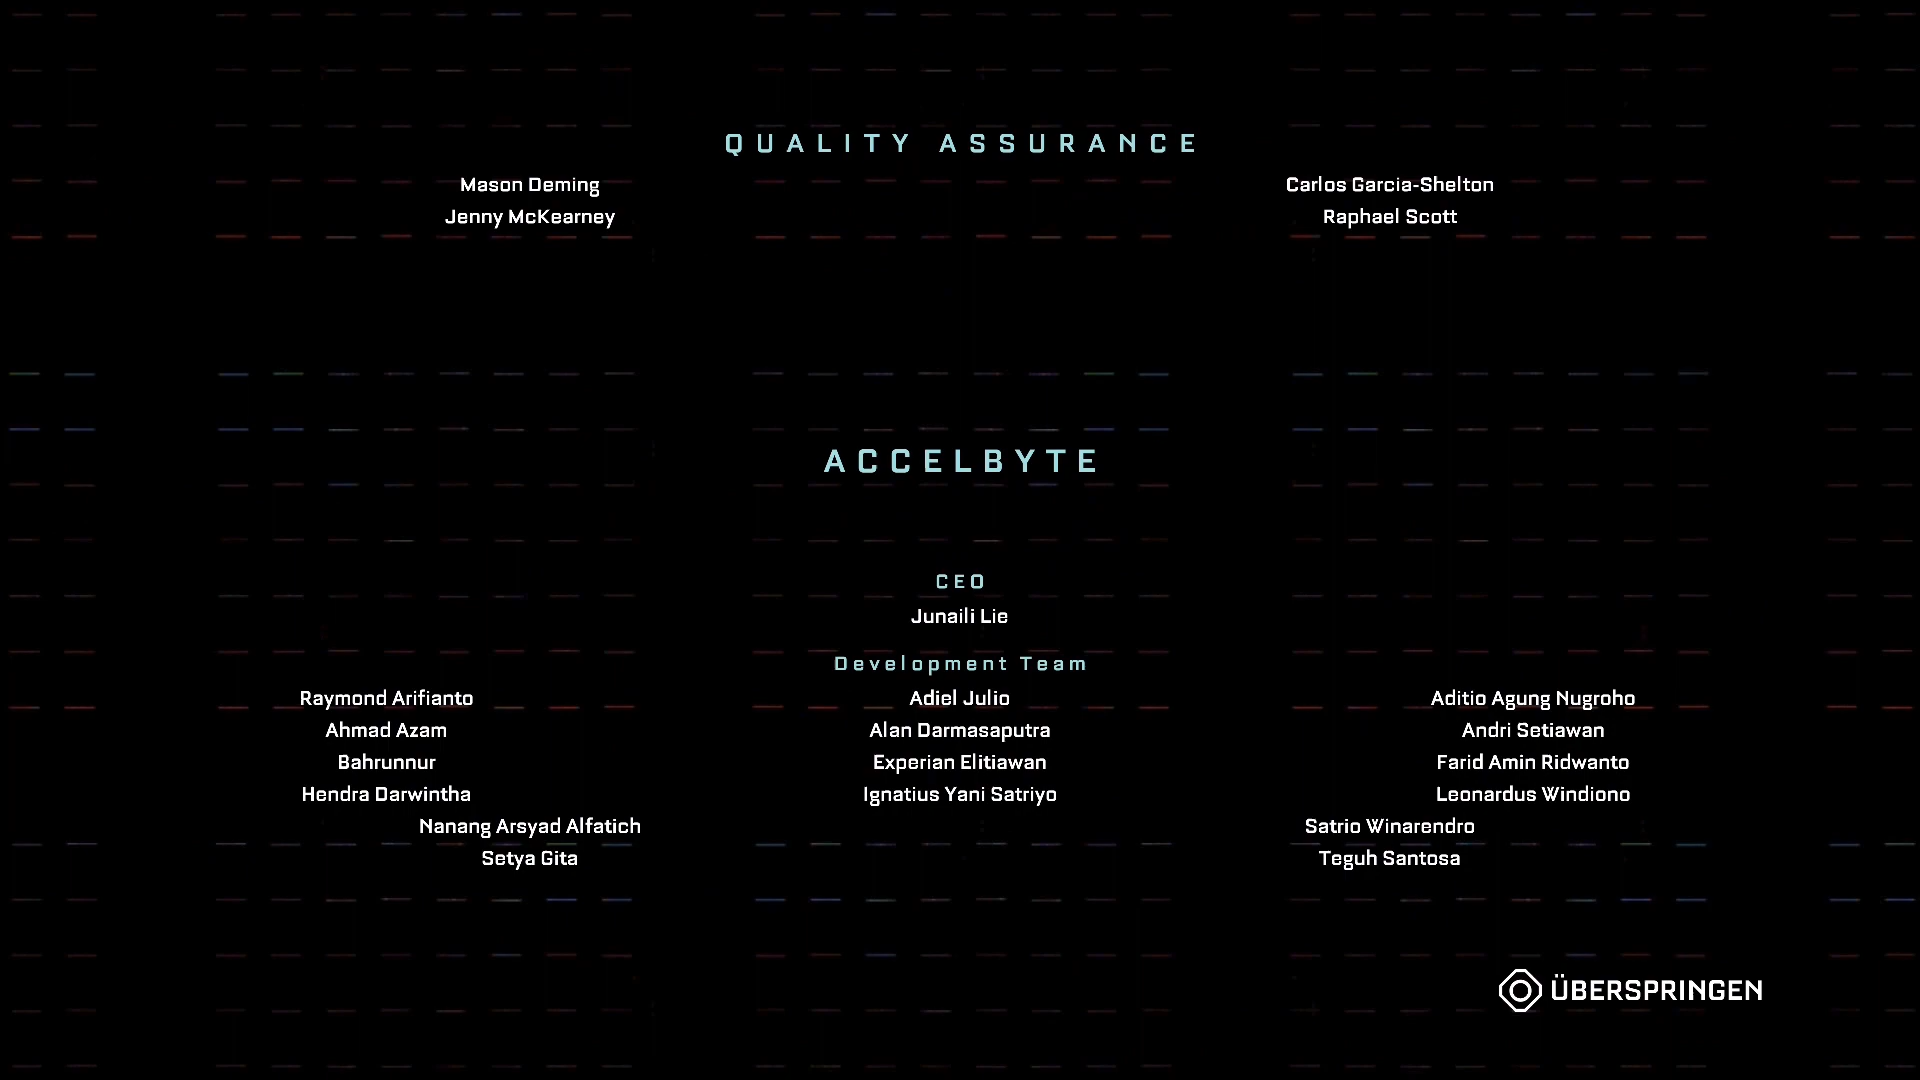 QUALITY ASSURANCE
Mason Deming Carlos Garcia-Shelton
Jenny McKearney Raphael Scott
ACCELBYTE
CEO
Junaili Lie
Development Team
Raymond Arifianto Adiel Julio Aditio Agung Nugroho
Ahmad Azam Alan Darmasaputra Andri Setiawan
Bahrunnur Experian Elitiawan Farid Amin Ridwanto
Hendra Darwintha Ignatius Yani Satriyo Leonardus Windiono
Nanang Arsyad Alfatich Satrio Winarendro
Setya Gita Teguh Santosa
ÜBERSPRINGEN